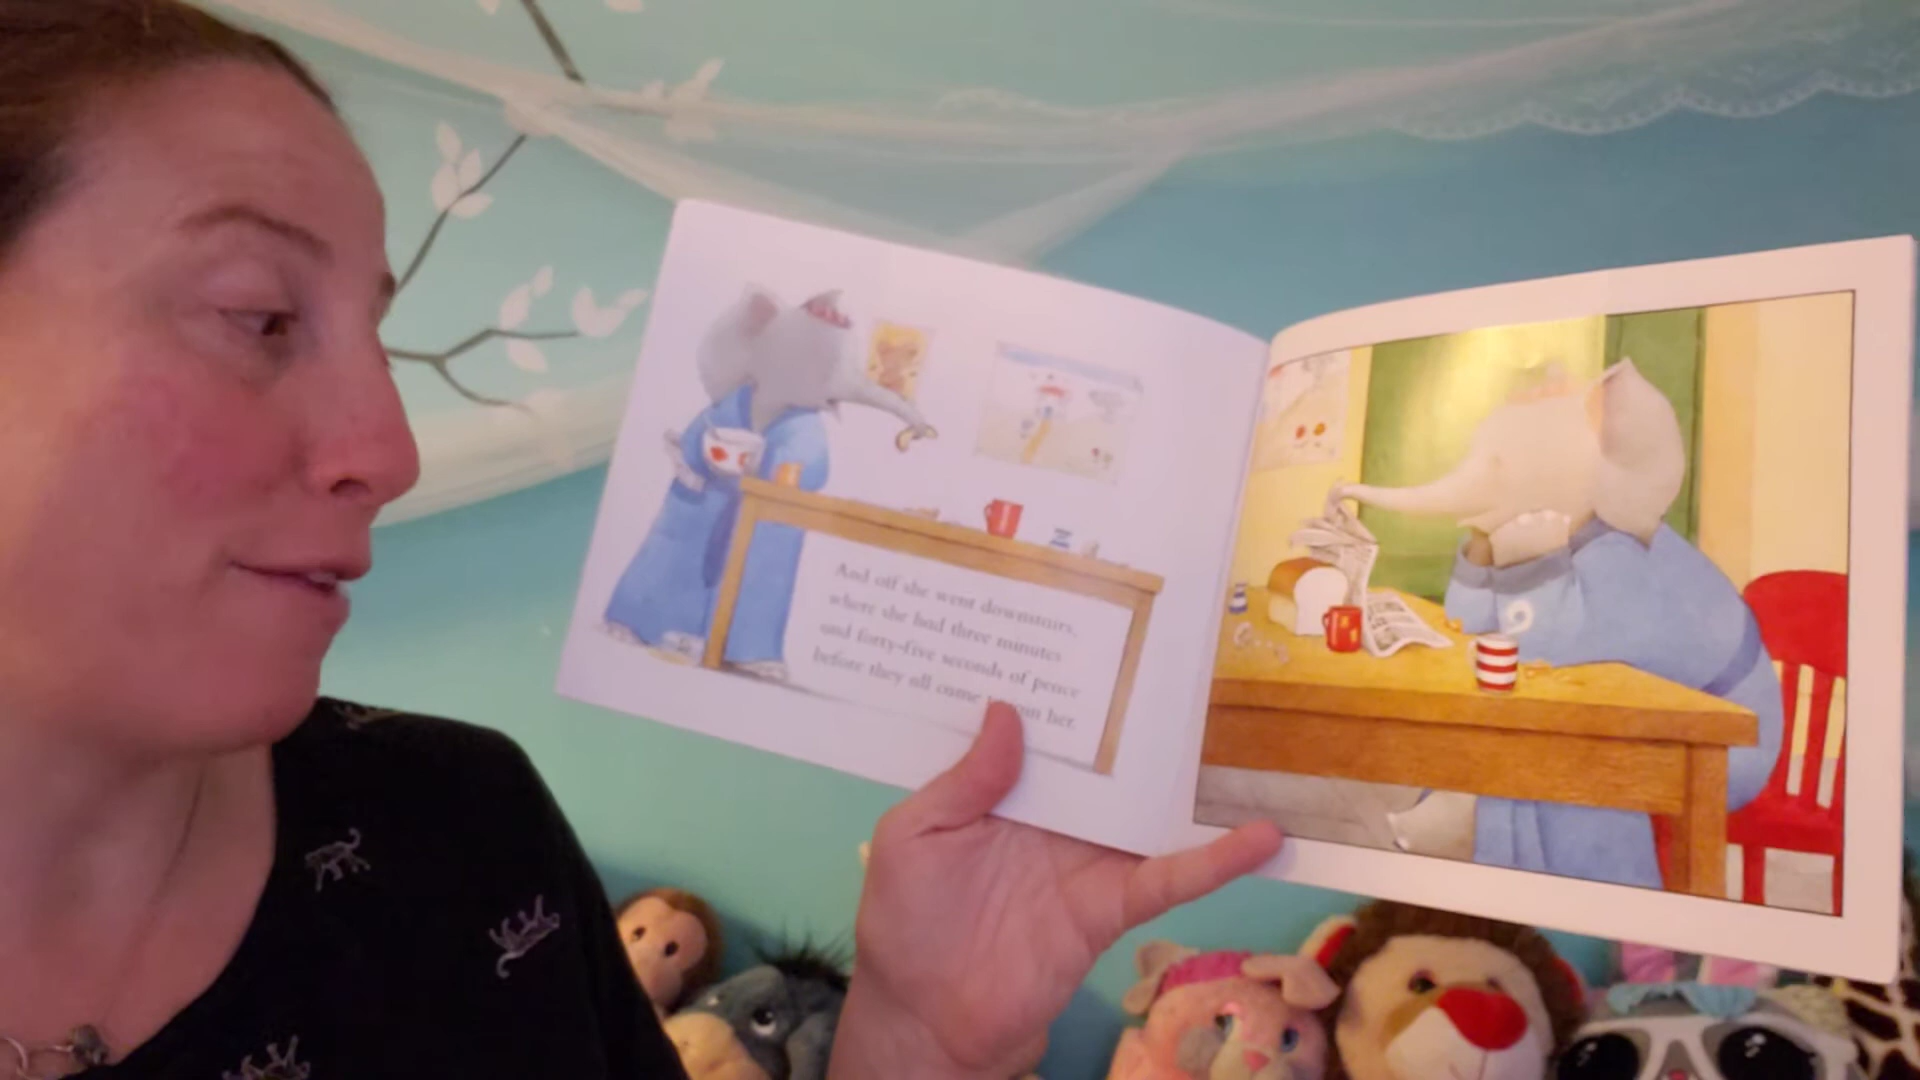 And off she went downstairs,
where she had three minutes
and forty-five seconds of peace
before they all came her.